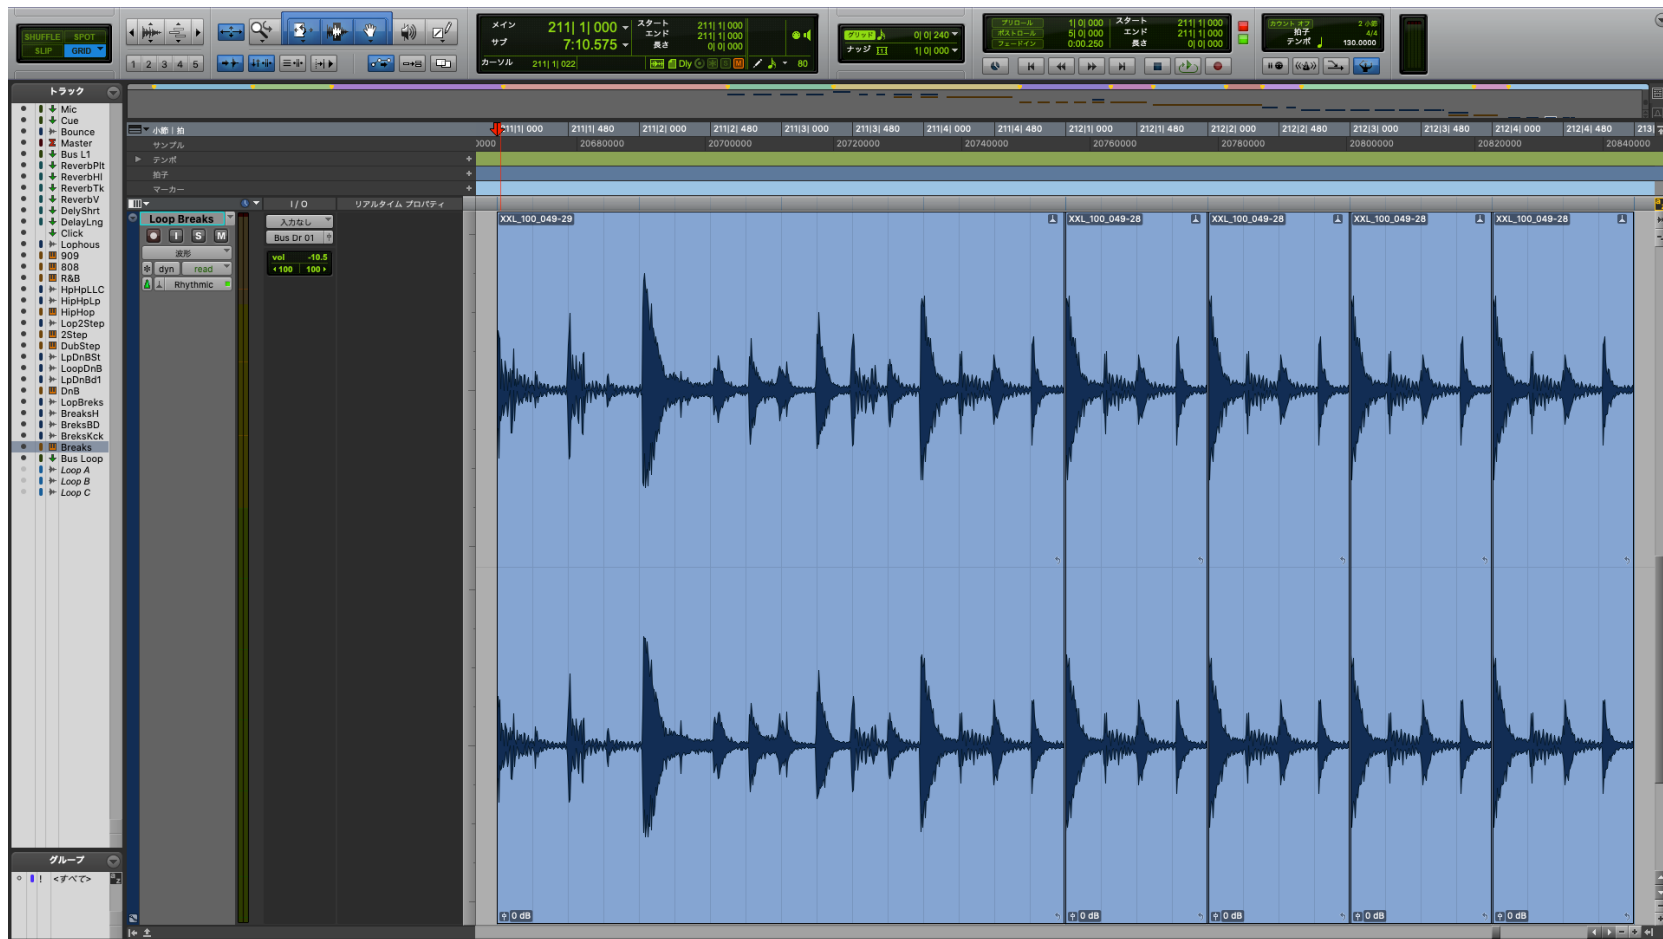 SHUFFLE SPOT
SLIP GRID
1 2 3 4 5
メイン 211| 1| 000
サブ 7:10.575
スタート 211| 1| 000
エンド 211| 1| 000
長さ 0| 0| 000
カーソル 211| 1| 022
Dly
80
グリッド 0| 0| 240
ナッジ 1| 0| 000
プリロール 1| 0| 000
ポストロール 5| 0| 000
フェードイン 0:00.250
スタート 211| 1| 000
エンド 211| 1| 000
長さ 0| 0| 000
カウント オフ 2 小節
拍子 4/4
テンポ 130.0000
トラック
Mic
Cue
Bounce
Master
Bus L1
ReverbPlt
ReverbHl
ReverbTk
ReverbV
DelyShrt
DelayLng
Click
Lophous
909
808
R&B
HpHpLLC
HipHpLp
HipHop
Lop2Step
2Step
DubStep
LpDnBSt
LoopDnB
LpDnBd1
DnB
LopBreks
BreaksH
BreksBD
BreksKck
Breaks
Bus Loop
Loop A
Loop B
Loop C
グループ
! <すべて>
小節|拍
サンプル
テンポ
拍子
マーカー
211|1| 000 211|1| 480 211|2| 000 211|2| 480 211|3| 000 211|3| 480 211|4| 000 211|4| 480 212|1| 000 212|1| 480 212|2| 000 212|2| 480 212|3| 000 212|3| 480 212|4| 000 212|4| 480 213|
20680000 20700000 20720000 20740000 20760000 20780000 20800000 20820000 20840000
I / O リアルタイム プロパティ
Loop Breaks
I S M
波形
dyn read
Rhythmic
入力なし
Bus Dr 01
vol -10.5
100 100
XXL_100_049-29 XXL_100_049-28 XXL_100_049-28 XXL_100_049-28 XXL_100_049-28
0 dB 0 dB 0 dB 0 dB 0 dB